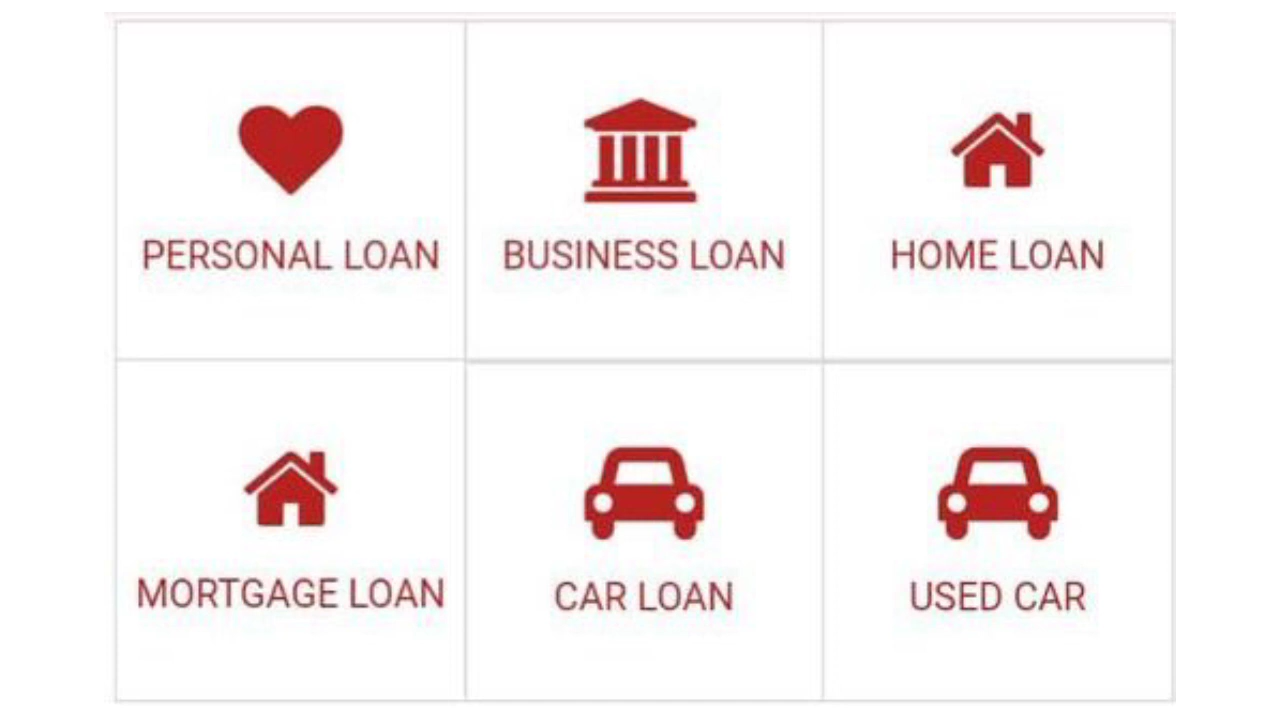 PERSONAL LOAN
BUSINESS LOAN
HOME LOAN
MORTGAGE LOAN
CAR LOAN
USED CAR